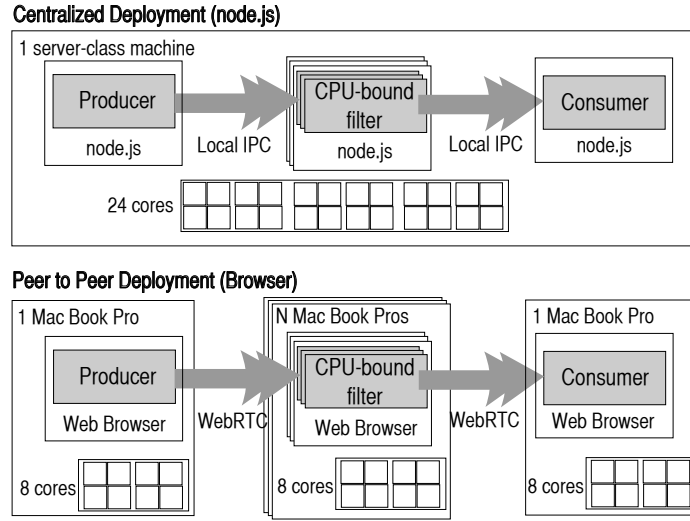 Centralized Deployment (node.js)
1 server-class machine
Producer
node.js
Local IPC
CPU-bound
filter
node.js
Local IPC
Consumer
node.js
24 cores
Peer to Peer Deployment (Browser)
1 Mac Book Pro
Producer
Web Browser
8 cores
WebRTC
N Mac Book Pros
CPU-bound
filter
Web Browser
8 cores
WebRTC
1 Mac Book Pro
Consumer
Web Browser
8 cores